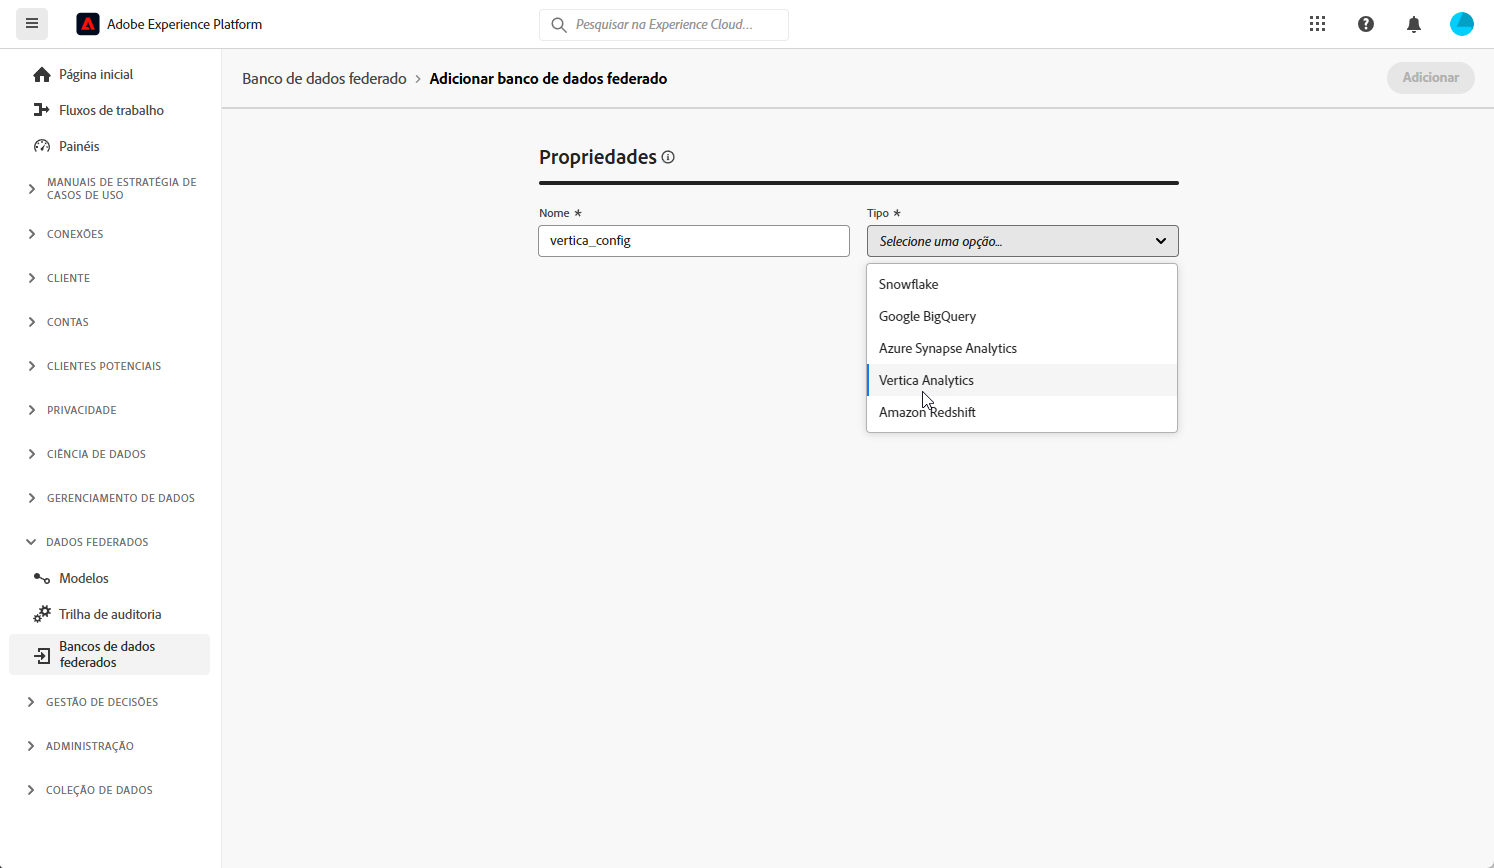 Adobe Experience Platform
Pesquisar na Experience Cloud...
Página inicial
Fluxos de trabalho
Painéis
MANUAIS DE ESTRATÉGIA DE
CASOS DE USO
CONEXÕES
CLIENTE
CONTAS
CLIENTES POTENCIAIS
PRIVACIDADE
CIÊNCIA DE DADOS
GERENCIAMENTO DE DADOS
DADOS FEDERADOS
Modelos
Trilha de auditoria
Bancos de dados
federados
GESTÃO DE DECISÕES
ADMINISTRAÇÃO
COLEÇÃO DE DADOS
Banco de dados federado > Adicionar banco de dados federado
Adicionar
Propriedades
Nome *
vertica_config
Tipo *
Selecione uma opção...
Snowflake
Google BigQuery
Azure Synapse Analytics
Vertica Analytics
Amazon Redshift